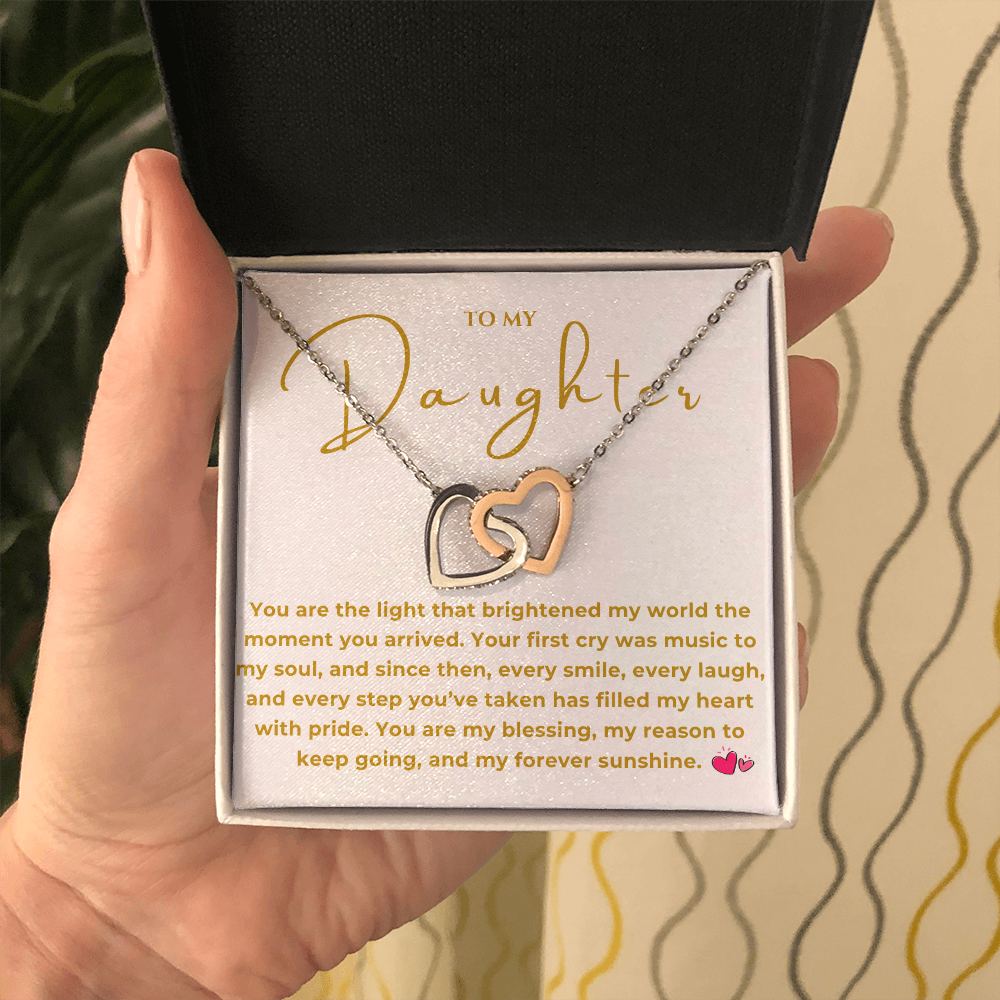 TO MY
Daughter
You are the light that brightened my world the
moment you arrived. Your first cry was music to
my soul, and since then, every smile, every laugh,
and every step you’ve taken has filled my heart
with pride. You are my blessing, my reason to
keep going, and my forever sunshine.